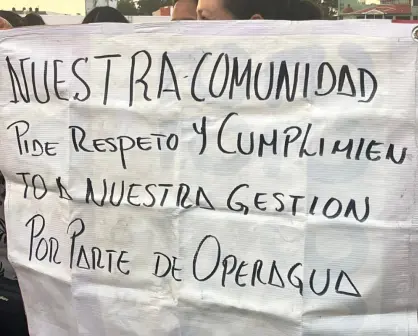 NUESTRA COMUNIDAD
PIDE RESPETO Y CUMPLIMIEN
TO A NUESTRA GESTION
POR PARTE DE OPERAGUA